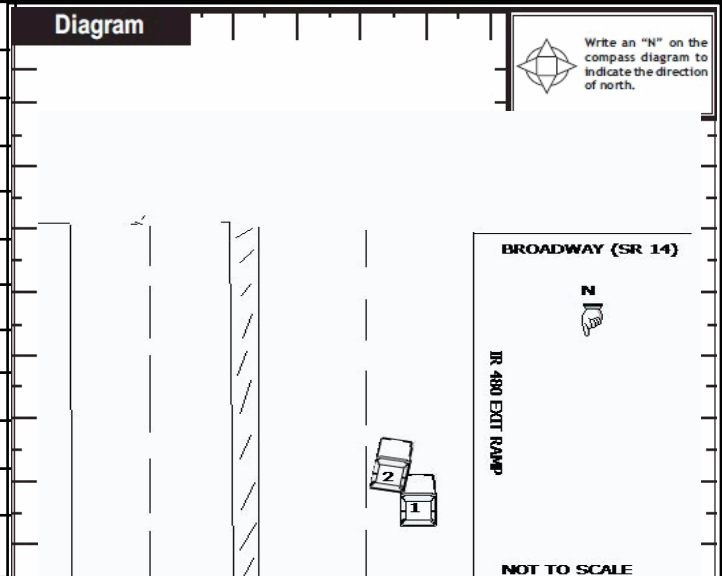 Diagram
Write an “N” on the
compass diagram to
indicate the direction
of north.
BROADWAY (SR 14)
N
IR 480 EXIT RAMP
2
1
NOT TO SCALE